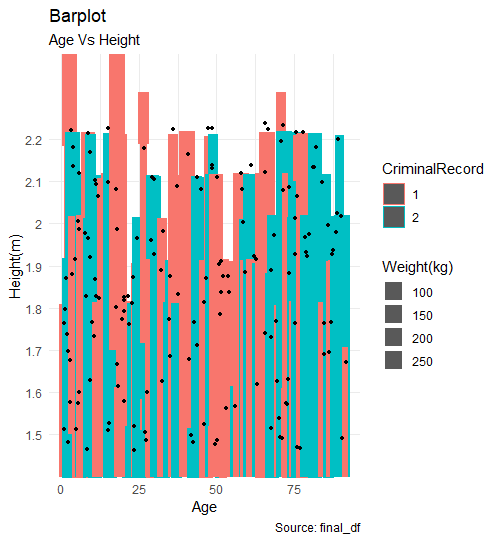 Barplot
Age Vs Height
2.2
2.1
2
1.9
1.8
1.7
1.6
1.5
Height(m)
0
25
50
75
Age
CriminalRecord
1
2
Weight(kg)
100
150
200
250
Source: final_df